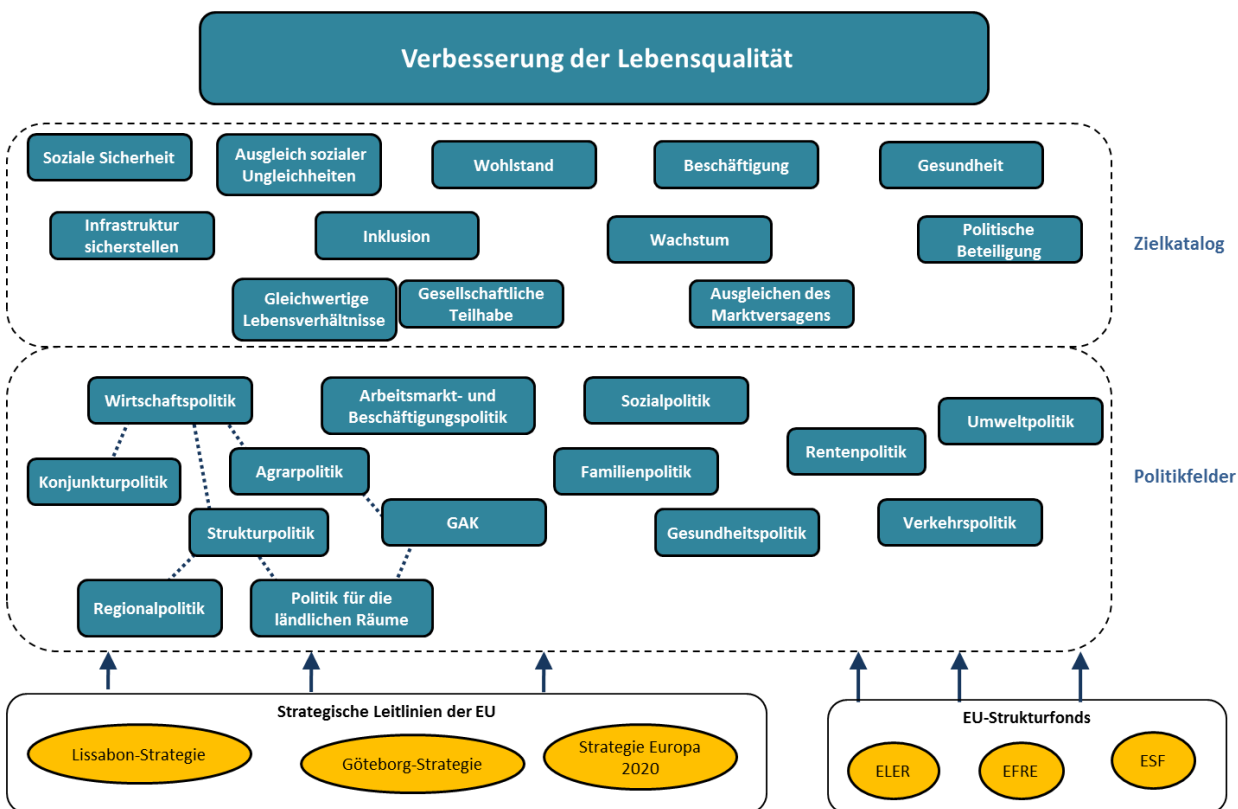 Verbesserung der Lebensqualität
Soziale Sicherheit
Ausgleich sozialer
Ungleichheiten
Wohlstand
Beschäftigung
Gesundheit
Infrastruktur
sicherstellen
Inklusion
Wachstum
Politische
Beteiligung
Zielkatalog
Gleichwertige
Lebensverhältnisse
Gesellschaftliche
Teilhabe
Ausgleichen des
Marktversagens
Wirtschaftspolitik
Arbeitsmarkt- und
Beschäftigungspolitik
Sozialpolitik
Umweltpolitik
Konjunkturpolitik
Agrarpolitik
Familienpolitik
Rentenpolitik
Politikfelder
Strukturpolitik
GAK
Gesundheitspolitik
Verkehrspolitik
Regionalpolitik
Politik für die
ländlichen Räume
Strategische Leitlinien der EU
Lissabon-Strategie
Göteborg-Strategie
Strategie Europa
2020
EU-Strukturfonds
ELER
EFRE
ESF